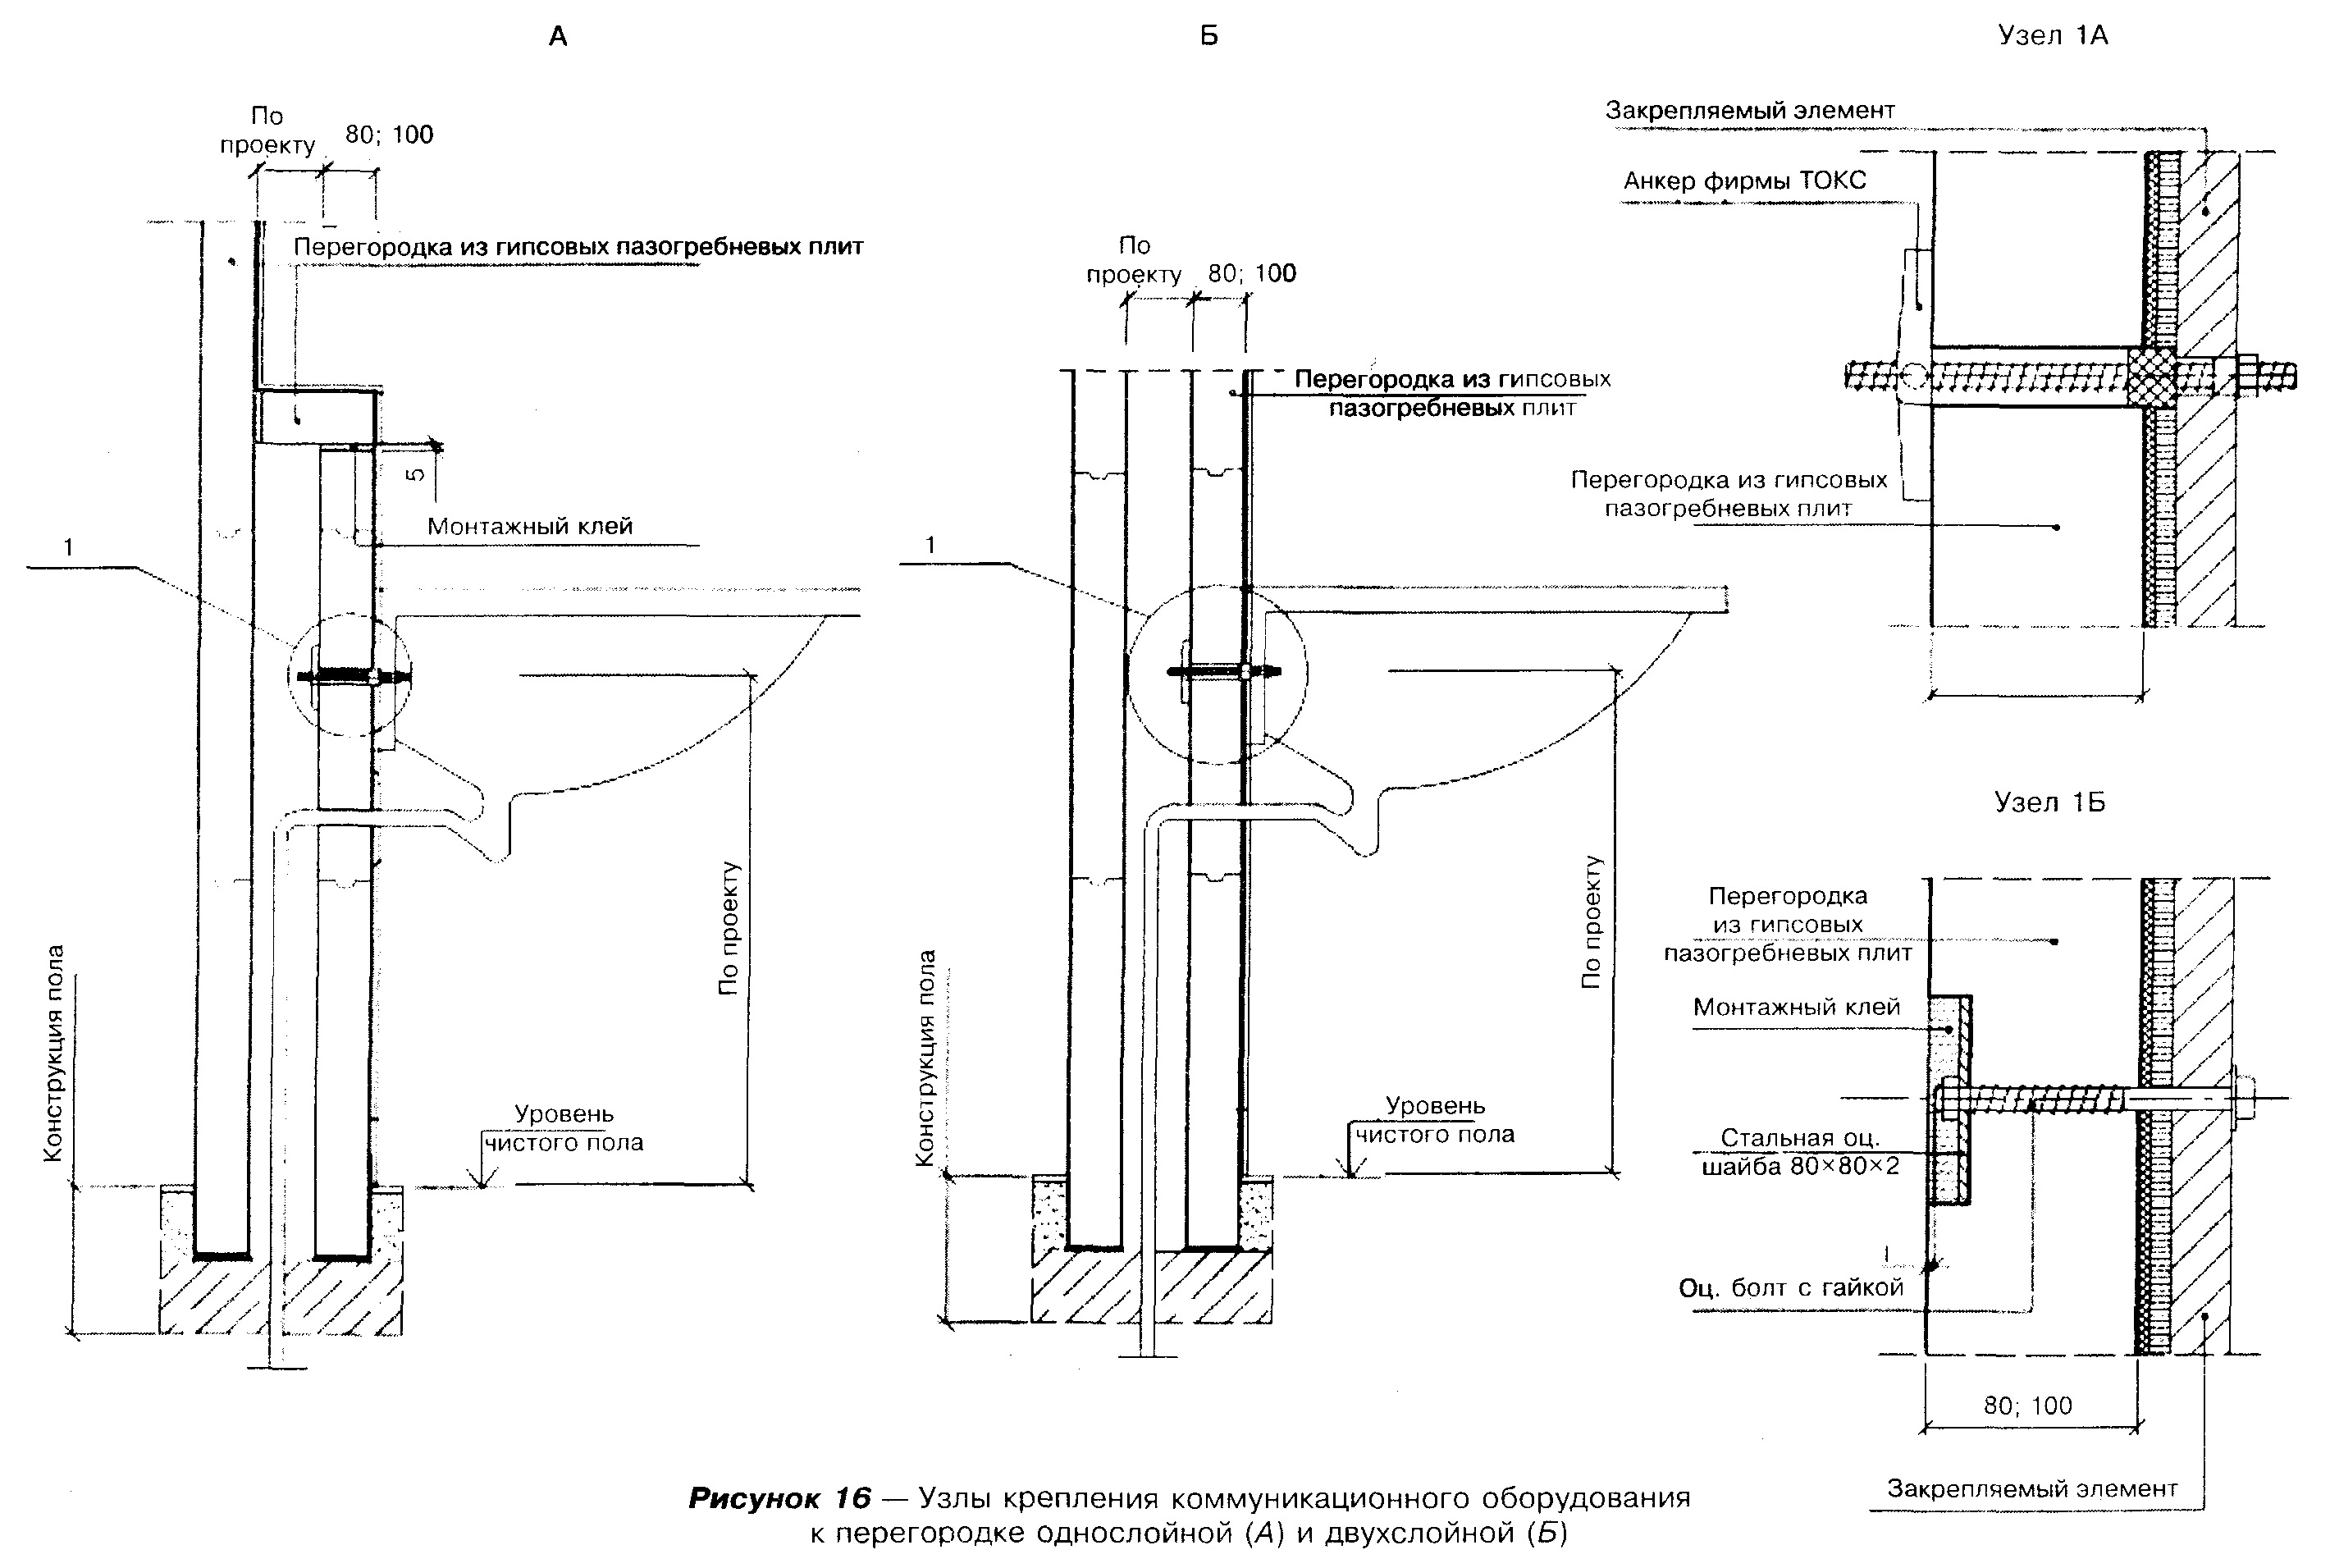 А
По
проекту
80; 100
Перегородка из гипсовых пазогребневых плит
5
Монтажный клей
1
По проекту
Конструкция пола
Уровень
чистого пола
Б
По
проекту
80; 100
Перегородка из гипсовых
пазогребневых плит
1
По проекту
Конструкция пола
Уровень
чистого пола
Узел 1А
Закрепляемый элемент
Анкер фирмы ТОКС
Перегородка из гипсовых
пазогребневых плит
Узел 1Б
Перегородка
из гипсовых
пазогребневых плит
Монтажный клей
Стальная оц.
шайба 80×80×2
Оц. болт с гайкой
80; 100
Закрепляемый элемент
Рисунок 16 — Узлы крепления коммуникационного оборудования
к перегородке однослойной (А) и двухслойной (Б)